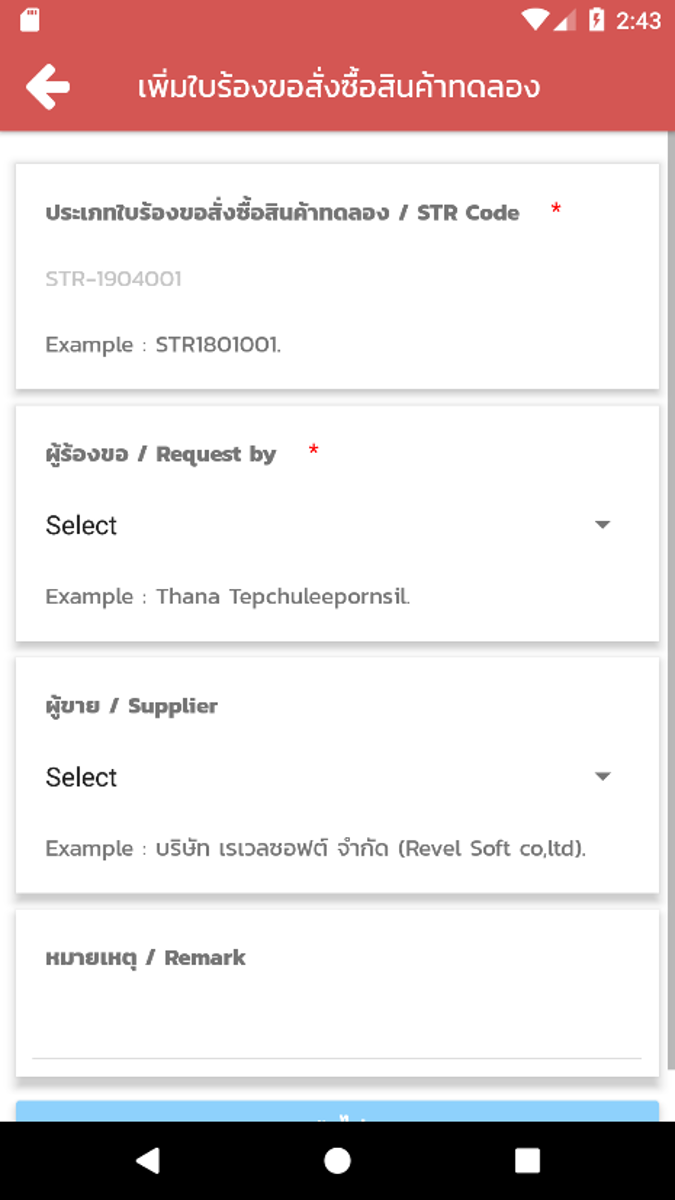 2:43
เพิ่มใบร้องขอสั่งซื้อสินค้าทดลอง
ประเภทใบร้องขอสั่งซื้อสินค้าทดลอง / STR Code *
STR-1904001
Example : STR1801001.
ผู้ร้องขอ / Request by *
Select
Example : Thana Tepchuleepornsil.
ผู้ขาย / Supplier
Select
Example : บริษัท เรเวลซอฟต์ จำกัด (Revel Soft co,ltd).
หมายเหตุ / Remark